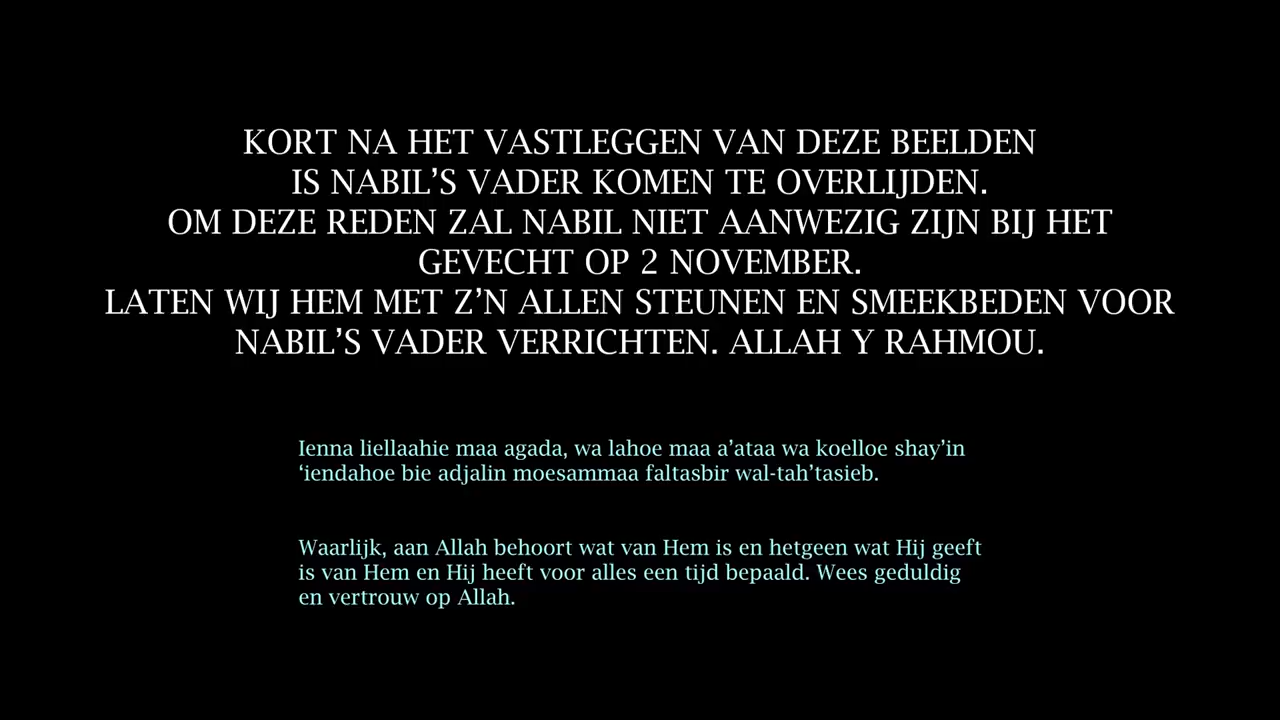 KORT NA HET VASTLEGGEN VAN DEZE BEELDEN
IS NABIL’S VADER KOMEN TE OVERLIJDEN.
OM DEZE REDEN ZAL NABIL NIET AANWEZIG ZIJN BIJ HET
GEVECHT OP 2 NOVEMBER.
LATEN WIJ HEM MET Z’N ALLEN STEUNEN EN SMEEKBEDEN VOOR
NABIL’S VADER VERRICHTEN. ALLAH Y RAHMOU.
Ienna liellaahie maa agada, wa lahoe maa a’ataa wa koelloe shay’in
‘iendahoe bie adjalin moesammaa faltasbir wal-tah’tasieb.
Waarlijk, aan Allah behoort wat van Hem is en hetgeen wat Hij geeft
is van Hem en Hij heeft voor alles een tijd bepaald. Wees geduldig
en vertrouw op Allah.